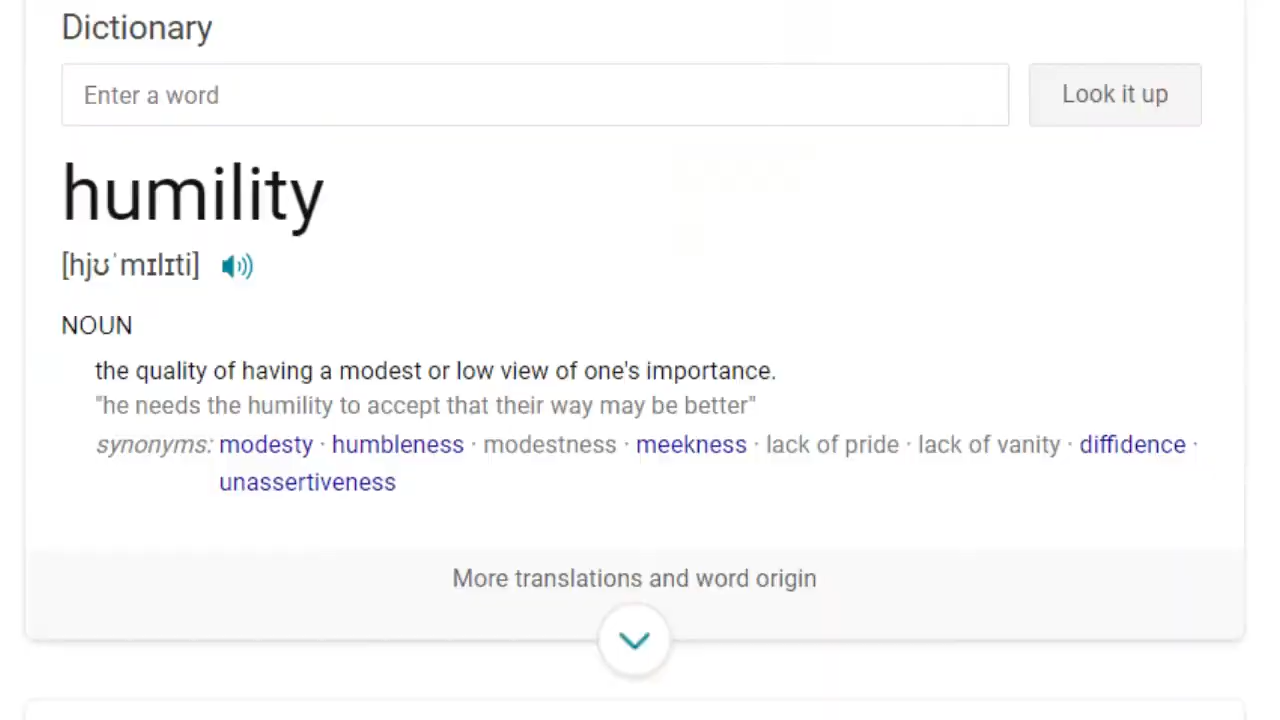 Dictionary
Enter a word
Look it up
humility
[hjʊˈmɪlɪti]
NOUN
the quality of having a modest or low view of one's importance.
"he needs the humility to accept that their way may be better"
synonyms: modesty · humbleness · modestness · meekness · lack of pride · lack of vanity · diffidence ·
unassertiveness
More translations and word origin